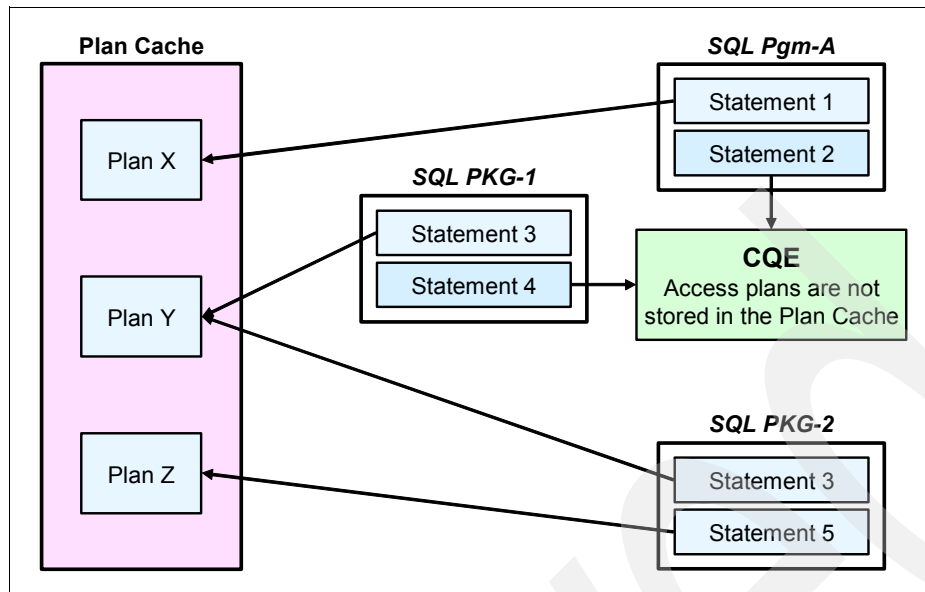 Plan Cache
Plan X
Plan Y
Plan Z
SQL Pgm-A
Statement 1
Statement 2
SQL PKG-1
Statement 3
Statement 4
CQE
Access plans are not
stored in the Plan Cache
SQL PKG-2
Statement 3
Statement 5